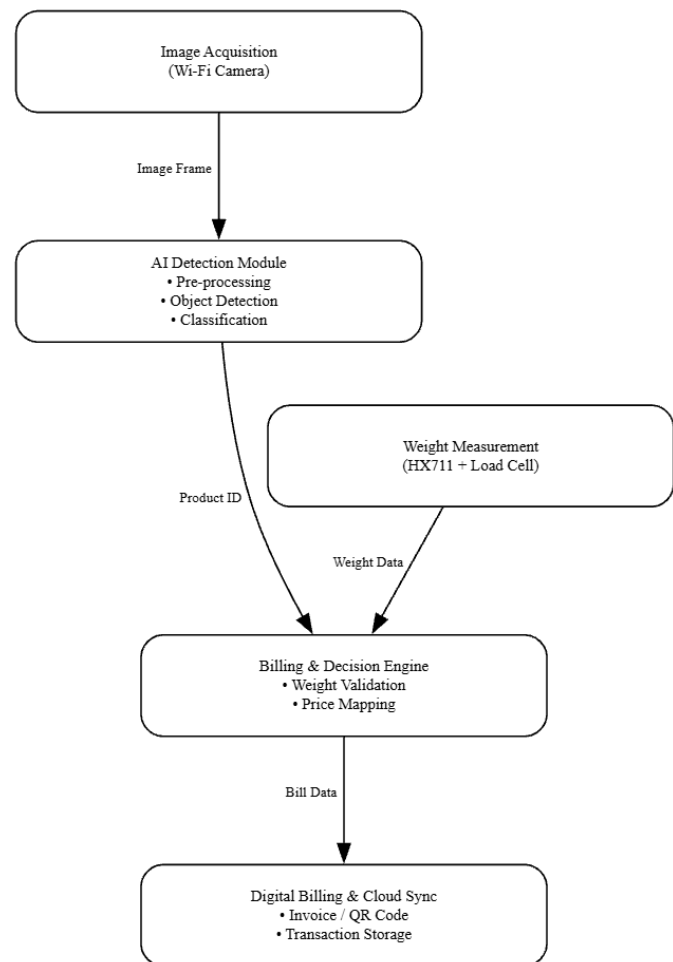 Image Acquisition
(Wi-Fi Camera)
Image Frame
AI Detection Module
• Pre-processing
• Object Detection
• Classification
Weight Measurement
(HX711 + Load Cell)
Product ID
Weight Data
Billing & Decision Engine
• Weight Validation
• Price Mapping
Bill Data
Digital Billing & Cloud Sync
• Invoice / QR Code
• Transaction Storage